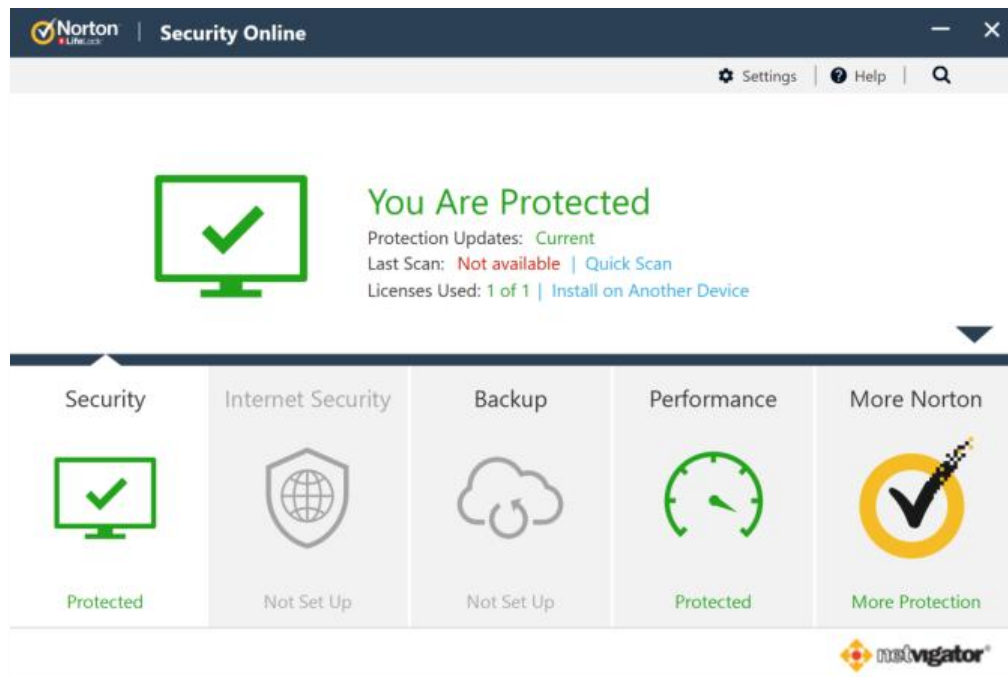 Norton | Security Online
LifeLock
Settings | Help |
You Are Protected
Protection Updates: Current
Last Scan: Not available | Quick Scan
Licenses Used: 1 of 1 | Install on Another Device
Security
Internet Security
Backup
Performance
More Norton
Protected
Not Set Up
Not Set Up
Protected
More Protection
netvigator